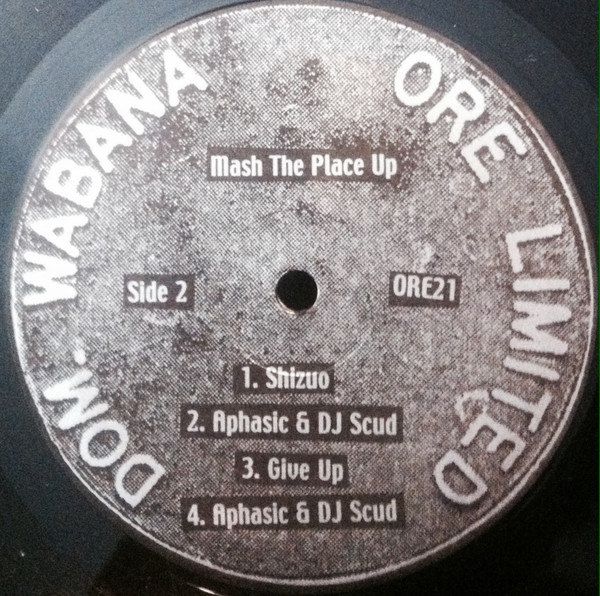 DOM. WABANA ORE LIMITED
Mash The Place Up
Side 2
ORE21
1. Shizuo
2. Aphasic & DJ Scud
3. Give Up
4. Aphasic & DJ Scud